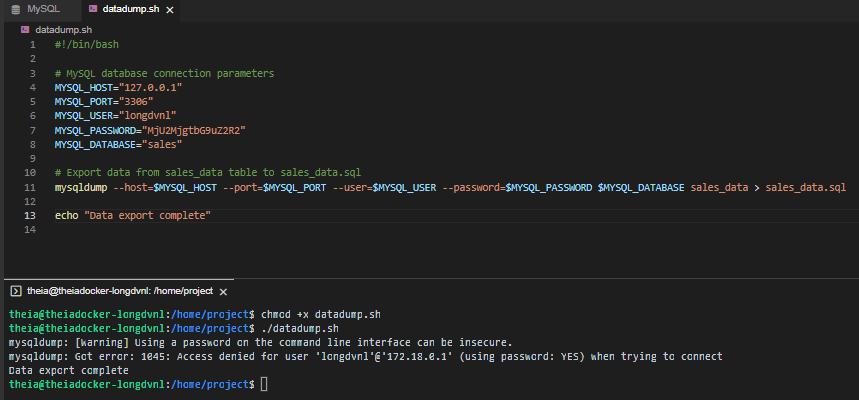 MySQL datadump.sh
datadump.sh
1 #!/bin/bash
2
3 # MySQL database connection parameters
4 MYSQL_HOST="127.0.0.1"
5 MYSQL_PORT="3306"
6 MYSQL_USER="longdvnl"
7 MYSQL_PASSWORD="MjU2MjgtbG9uZ2R2"
8 MYSQL_DATABASE="sales"
9
10 # Export data from sales_data table to sales_data.sql
11 mysqldump --host=$MYSQL_HOST --port=$MYSQL_PORT --user=$MYSQL_USER --password=$MYSQL_PASSWORD $MYSQL_DATABASE sales_data > sales_data.sql
12
13 echo "Data export complete"
14
theia@theiadocker-longdvnl: /home/project
theia@theiadocker-longdvnl:/home/project$ chmod +x datadump.sh
theia@theiadocker-longdvnl:/home/project$ ./datadump.sh
mysqldump: [Warning] Using a password on the command line interface can be insecure.
mysqldump: Got error: 1045: Access denied for user 'longdvnl'@'172.18.0.1' (using password: YES) when trying to connect
Data export complete
theia@theiadocker-longdvnl:/home/project$